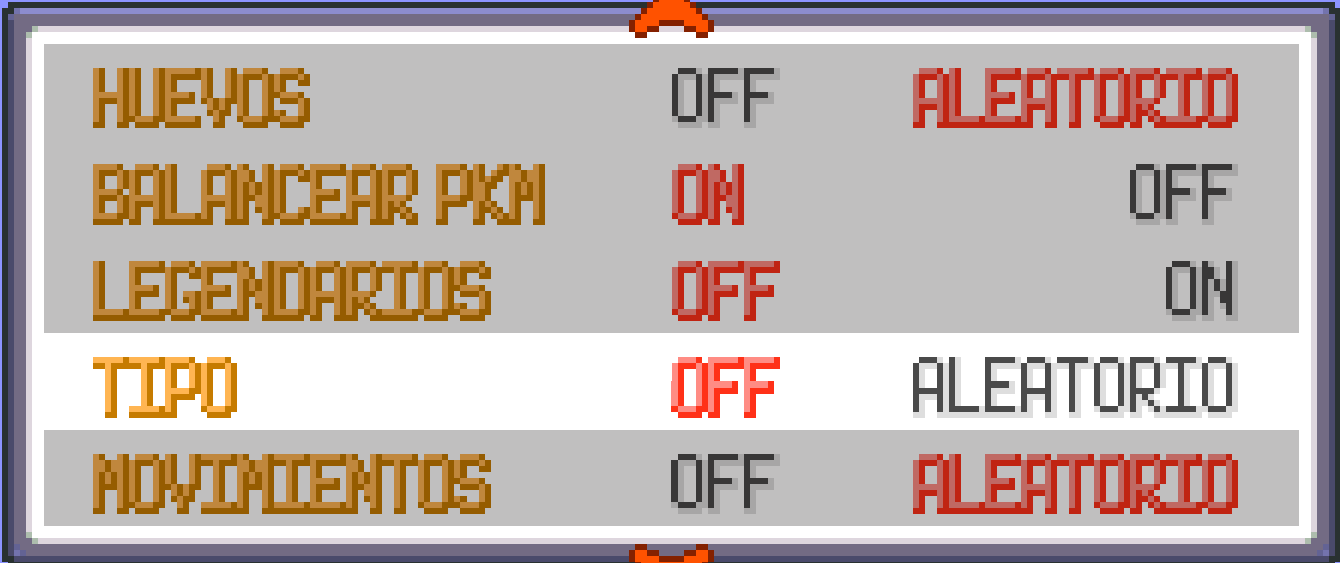 HUEVOS OFF ALEATORIO
BALANCEAR PKM ON OFF
LEGENDARIOS OFF ON
TIPO OFF ALEATORIO
MOVIMIENTOS OFF ALEATORIO